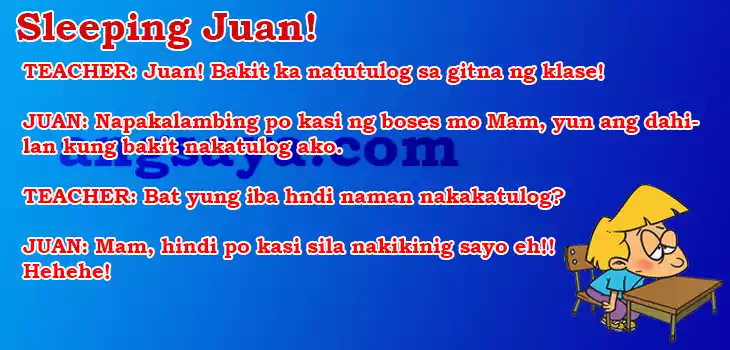 Sleeping Juan!
TEACHER: Juan! Bakit ka natutulog sa gitna ng klase!
JUAN: Napakalambing po kasi ng boses mo Mam, yun ang dahi-
lan kung bakit nakatulog ako.
angsaya.com
TEACHER: Bat yung iba hndi naman nakakatulog?
JUAN: Mam, hindi po kasi sila nakikinig sayo eh!!
Hehehe!